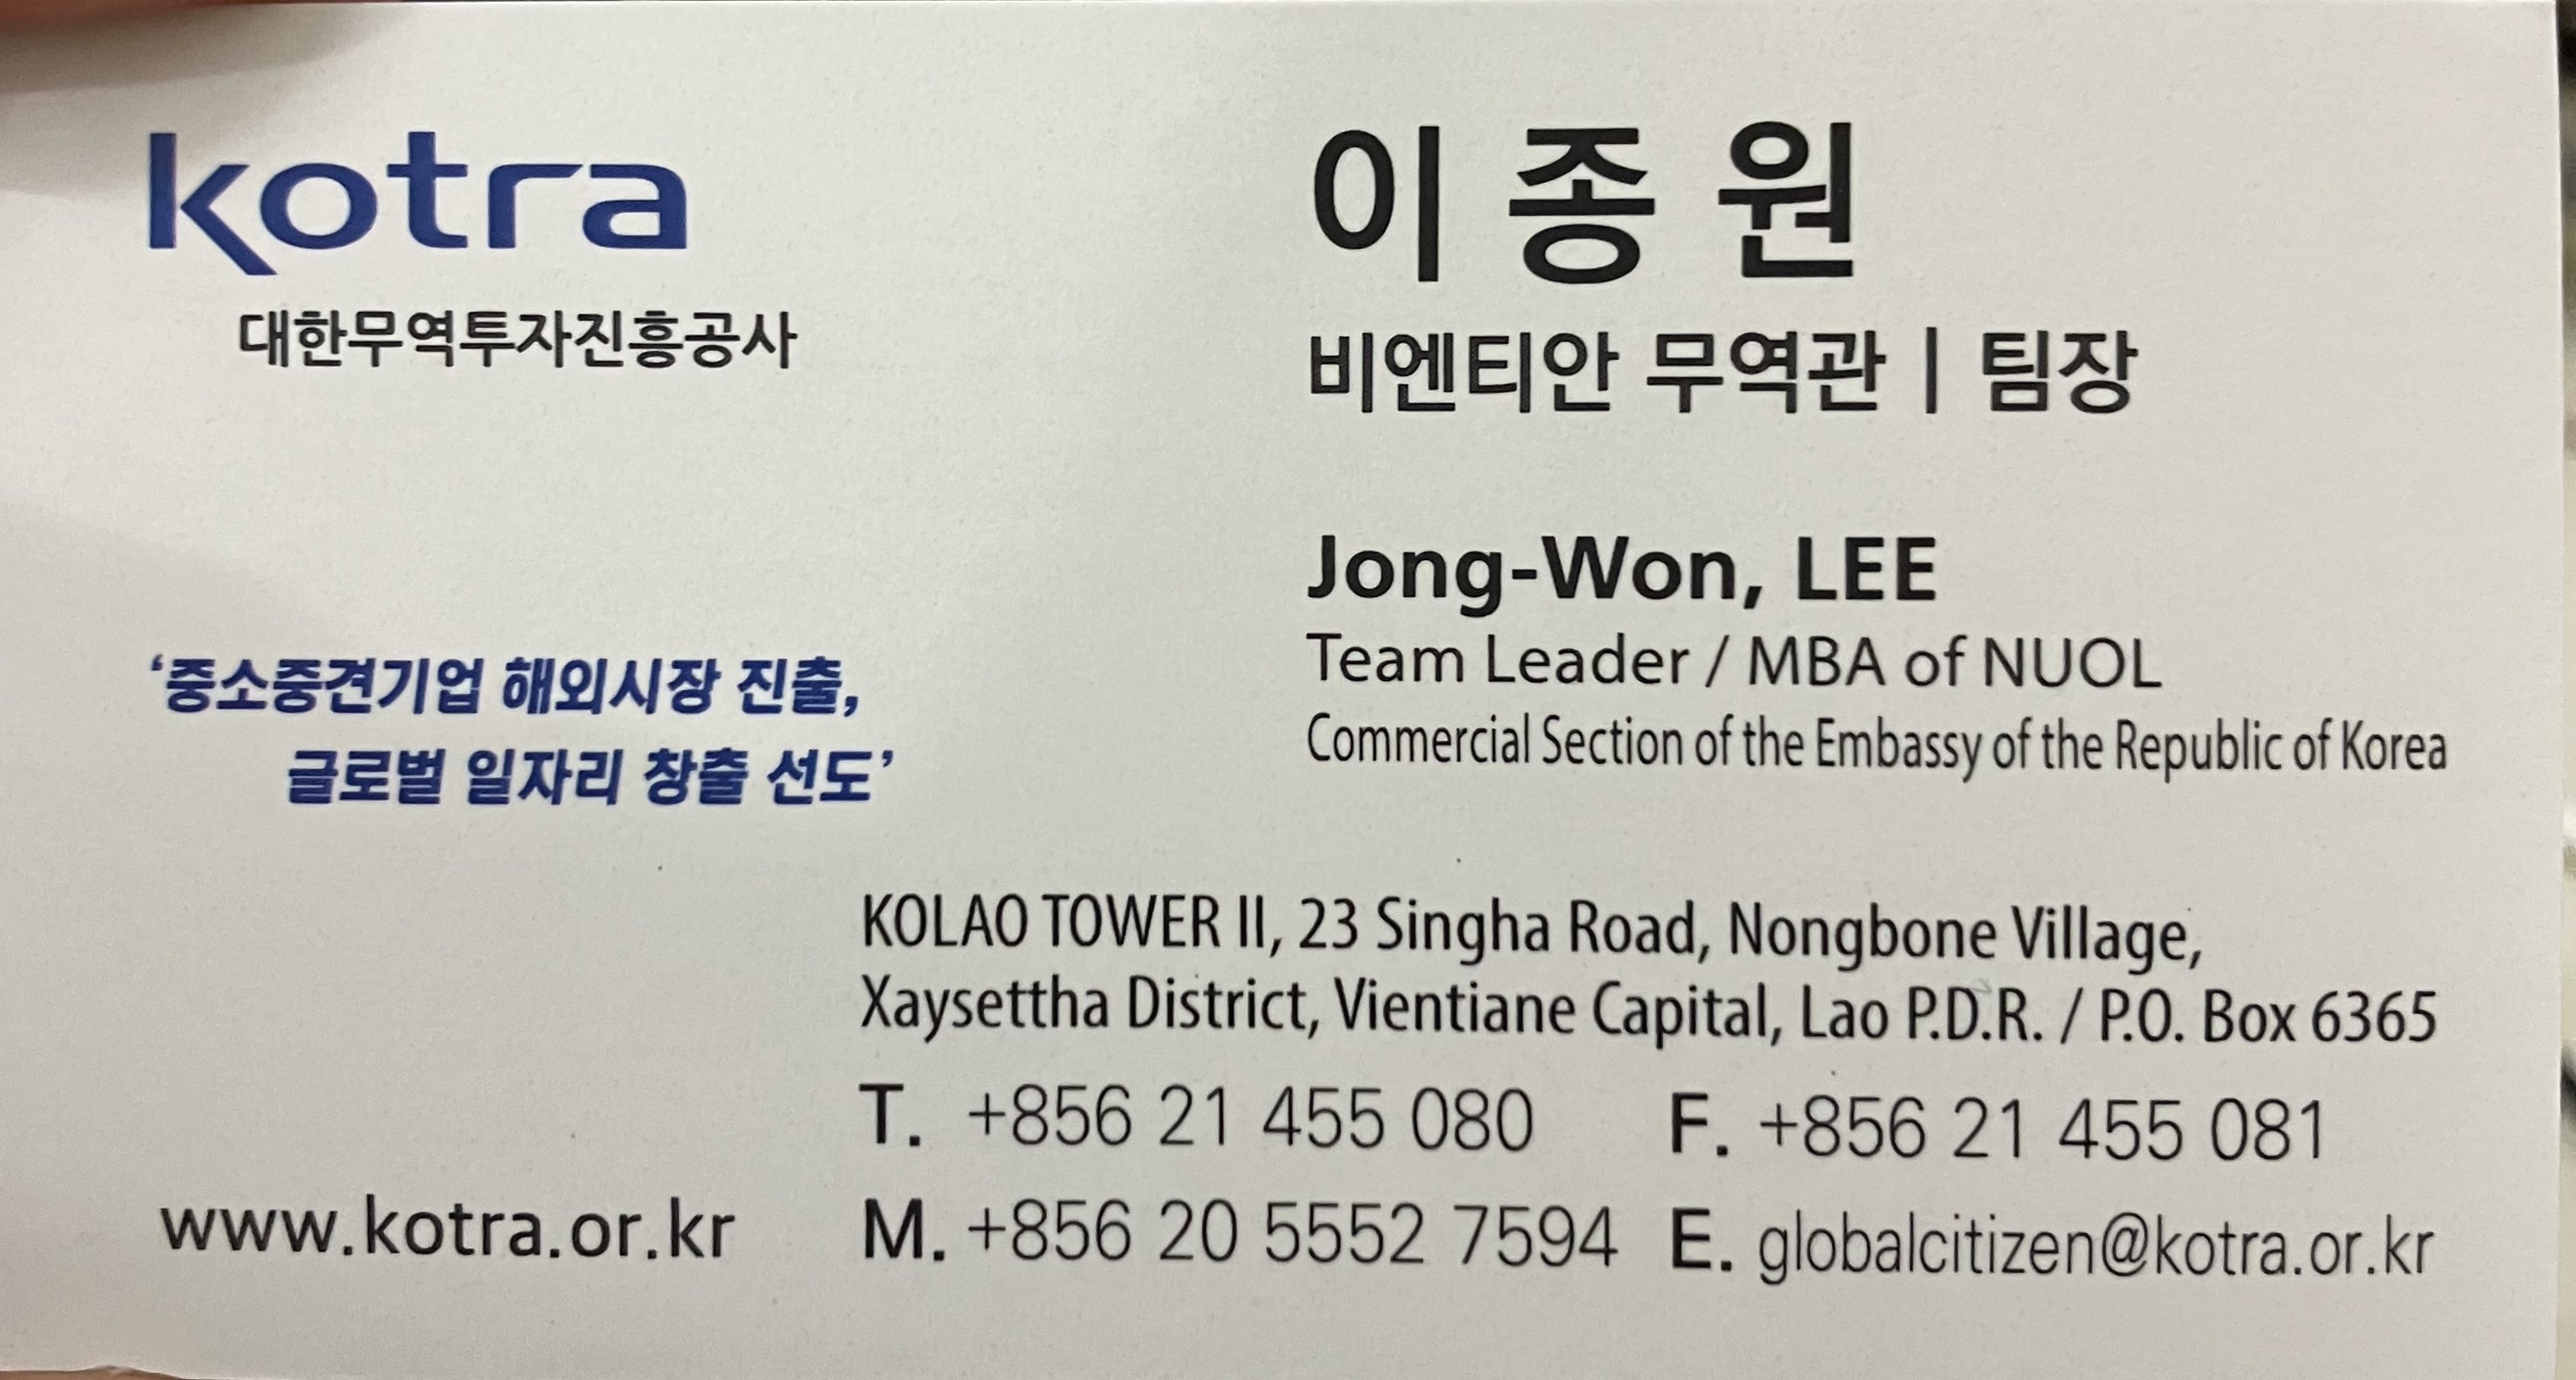 kotra
대한무역투자진흥공사
이종원
비엔티안 무역관 | 팀장
Jong-Won, LEE
Team Leader / MBA of NUOL
Commercial Section of the Embassy of the Republic of Korea
‘중소중견기업 해외시장 진출,
글로벌 일자리 창출 선도’
KOLAO TOWER II, 23 Singha Road, Nongbone Village,
Xaysettha District, Vientiane Capital, Lao P.D.R. / P.O. Box 6365
T. +856 21 455 080 F. +856 21 455 081
www.kotra.or.kr M. +856 20 5552 7594 E. globalcitizen@kotra.or.kr